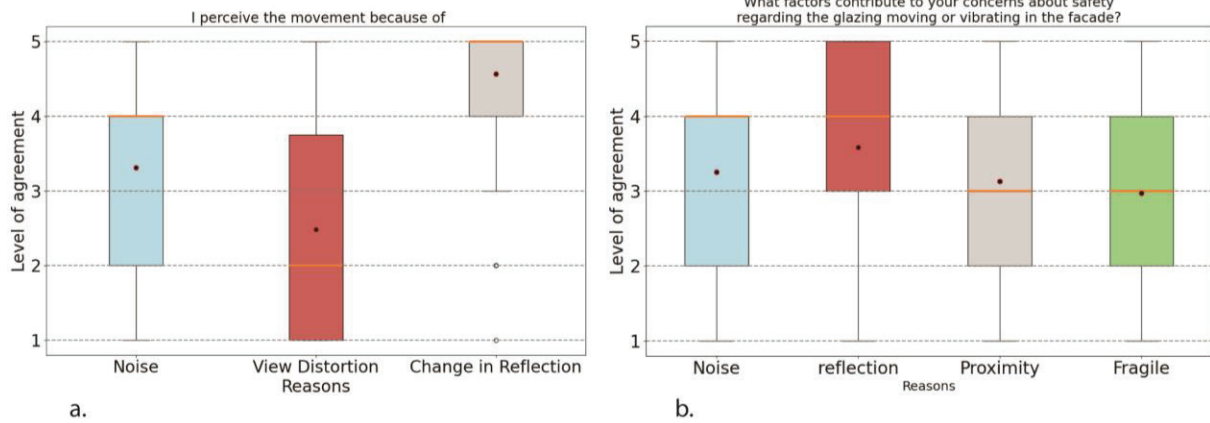 I perceive the movement because of
5
4
3
2
1
Level of agreement
Noise
View Distortion
Change in Reflection
Reasons
a.
What factors contribute to your concerns about safety
regarding the glazing moving or vibrating in the facade?
5
4
3
2
1
Level of agreement
Noise
reflection
Proximity
Fragile
Reasons
b.